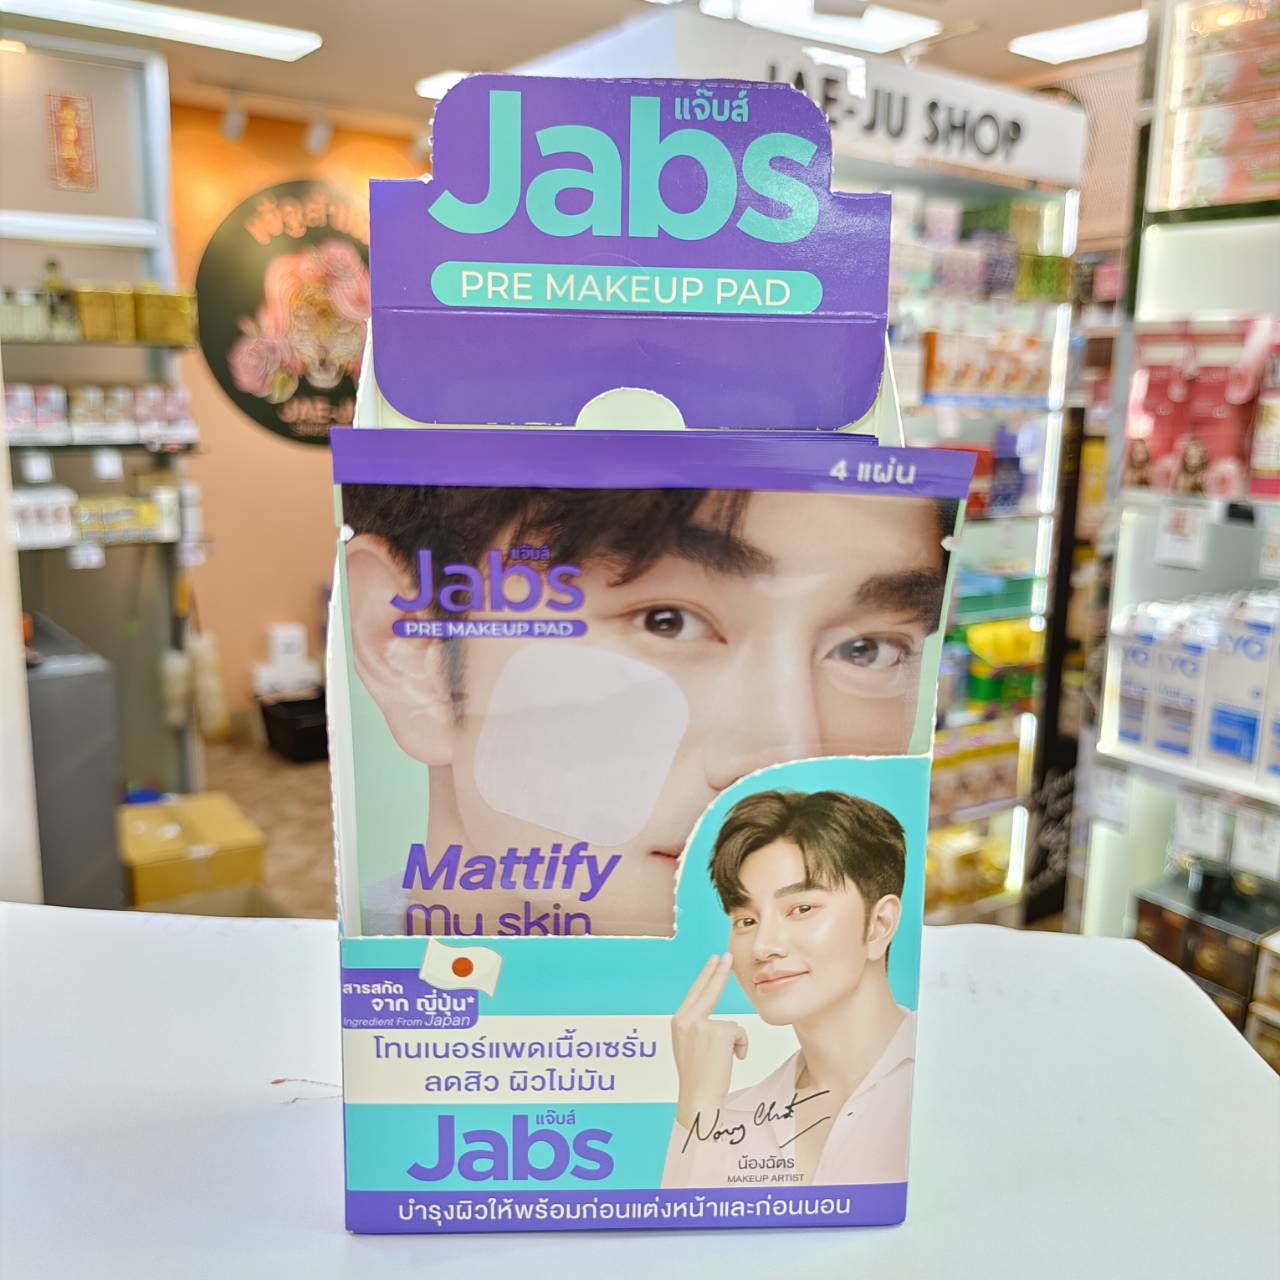 JAE-JU SHOP
แจ๊บส์
Jabs
PRE MAKEUP PAD
4 แผ่น
แจ๊บส์
Jabs
PRE MAKEUP PAD
Mattify
My skin
สารสกัด
จาก ญี่ปุ่น*
Ingredient From Japan
โทนเนอร์แพดเนื้อเซรั่ม
ลดสิว ผิวไม่มัน
แจ๊บส์
Jabs
Nong Chat
น้องฉัตร
MAKEUP ARTIST
บำรุงผิวให้พร้อมก่อนแต่งหน้าและก่อนนอน